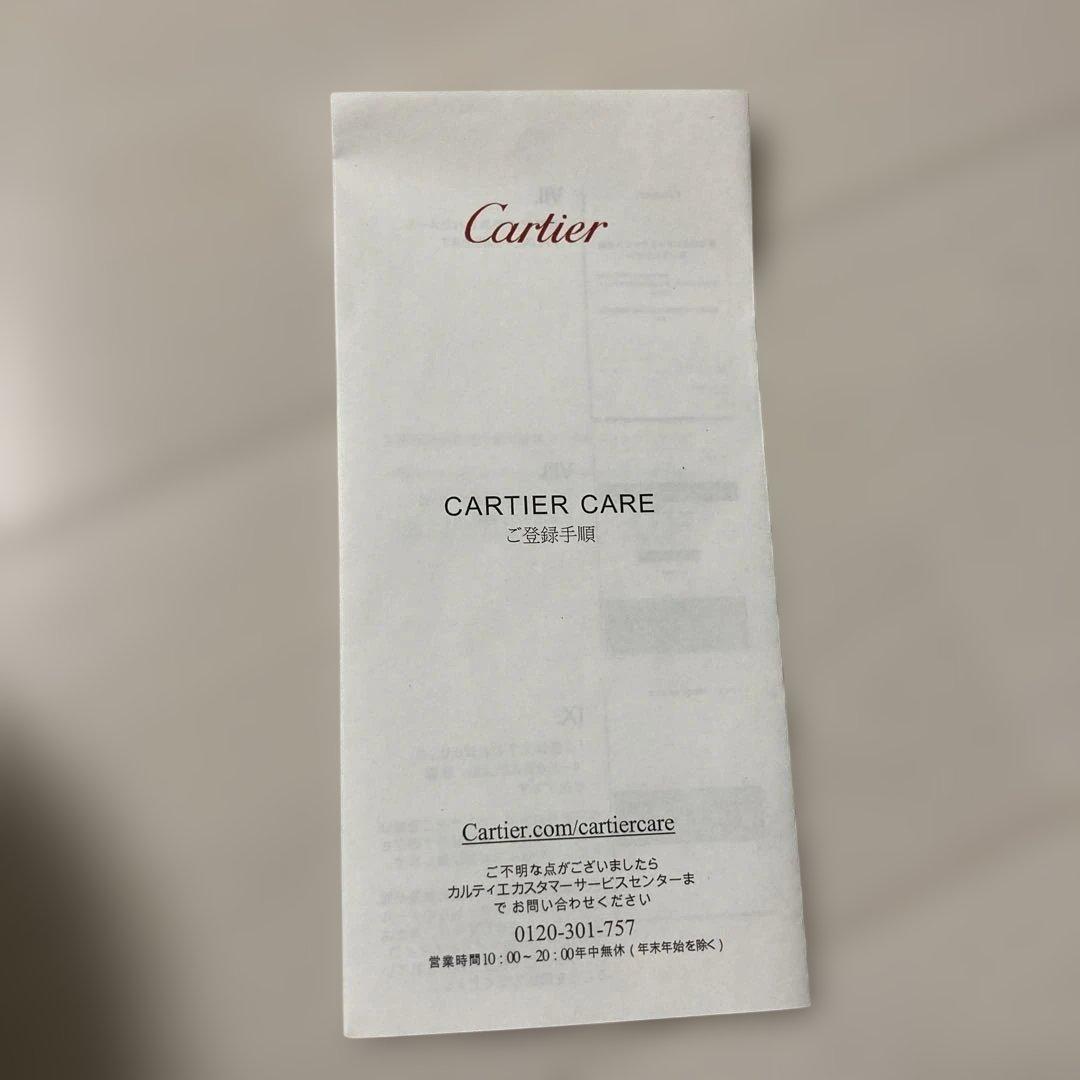 Cartier
CARTIER CARE
ご登録手順
Cartier.com/cartiercare
ご不明な点がございましたら
カルティエカスタマーサービスセンターま
で お問い合わせください
0120-301-757
営業時間10：00～20：00年中無休（年末年始を除く）